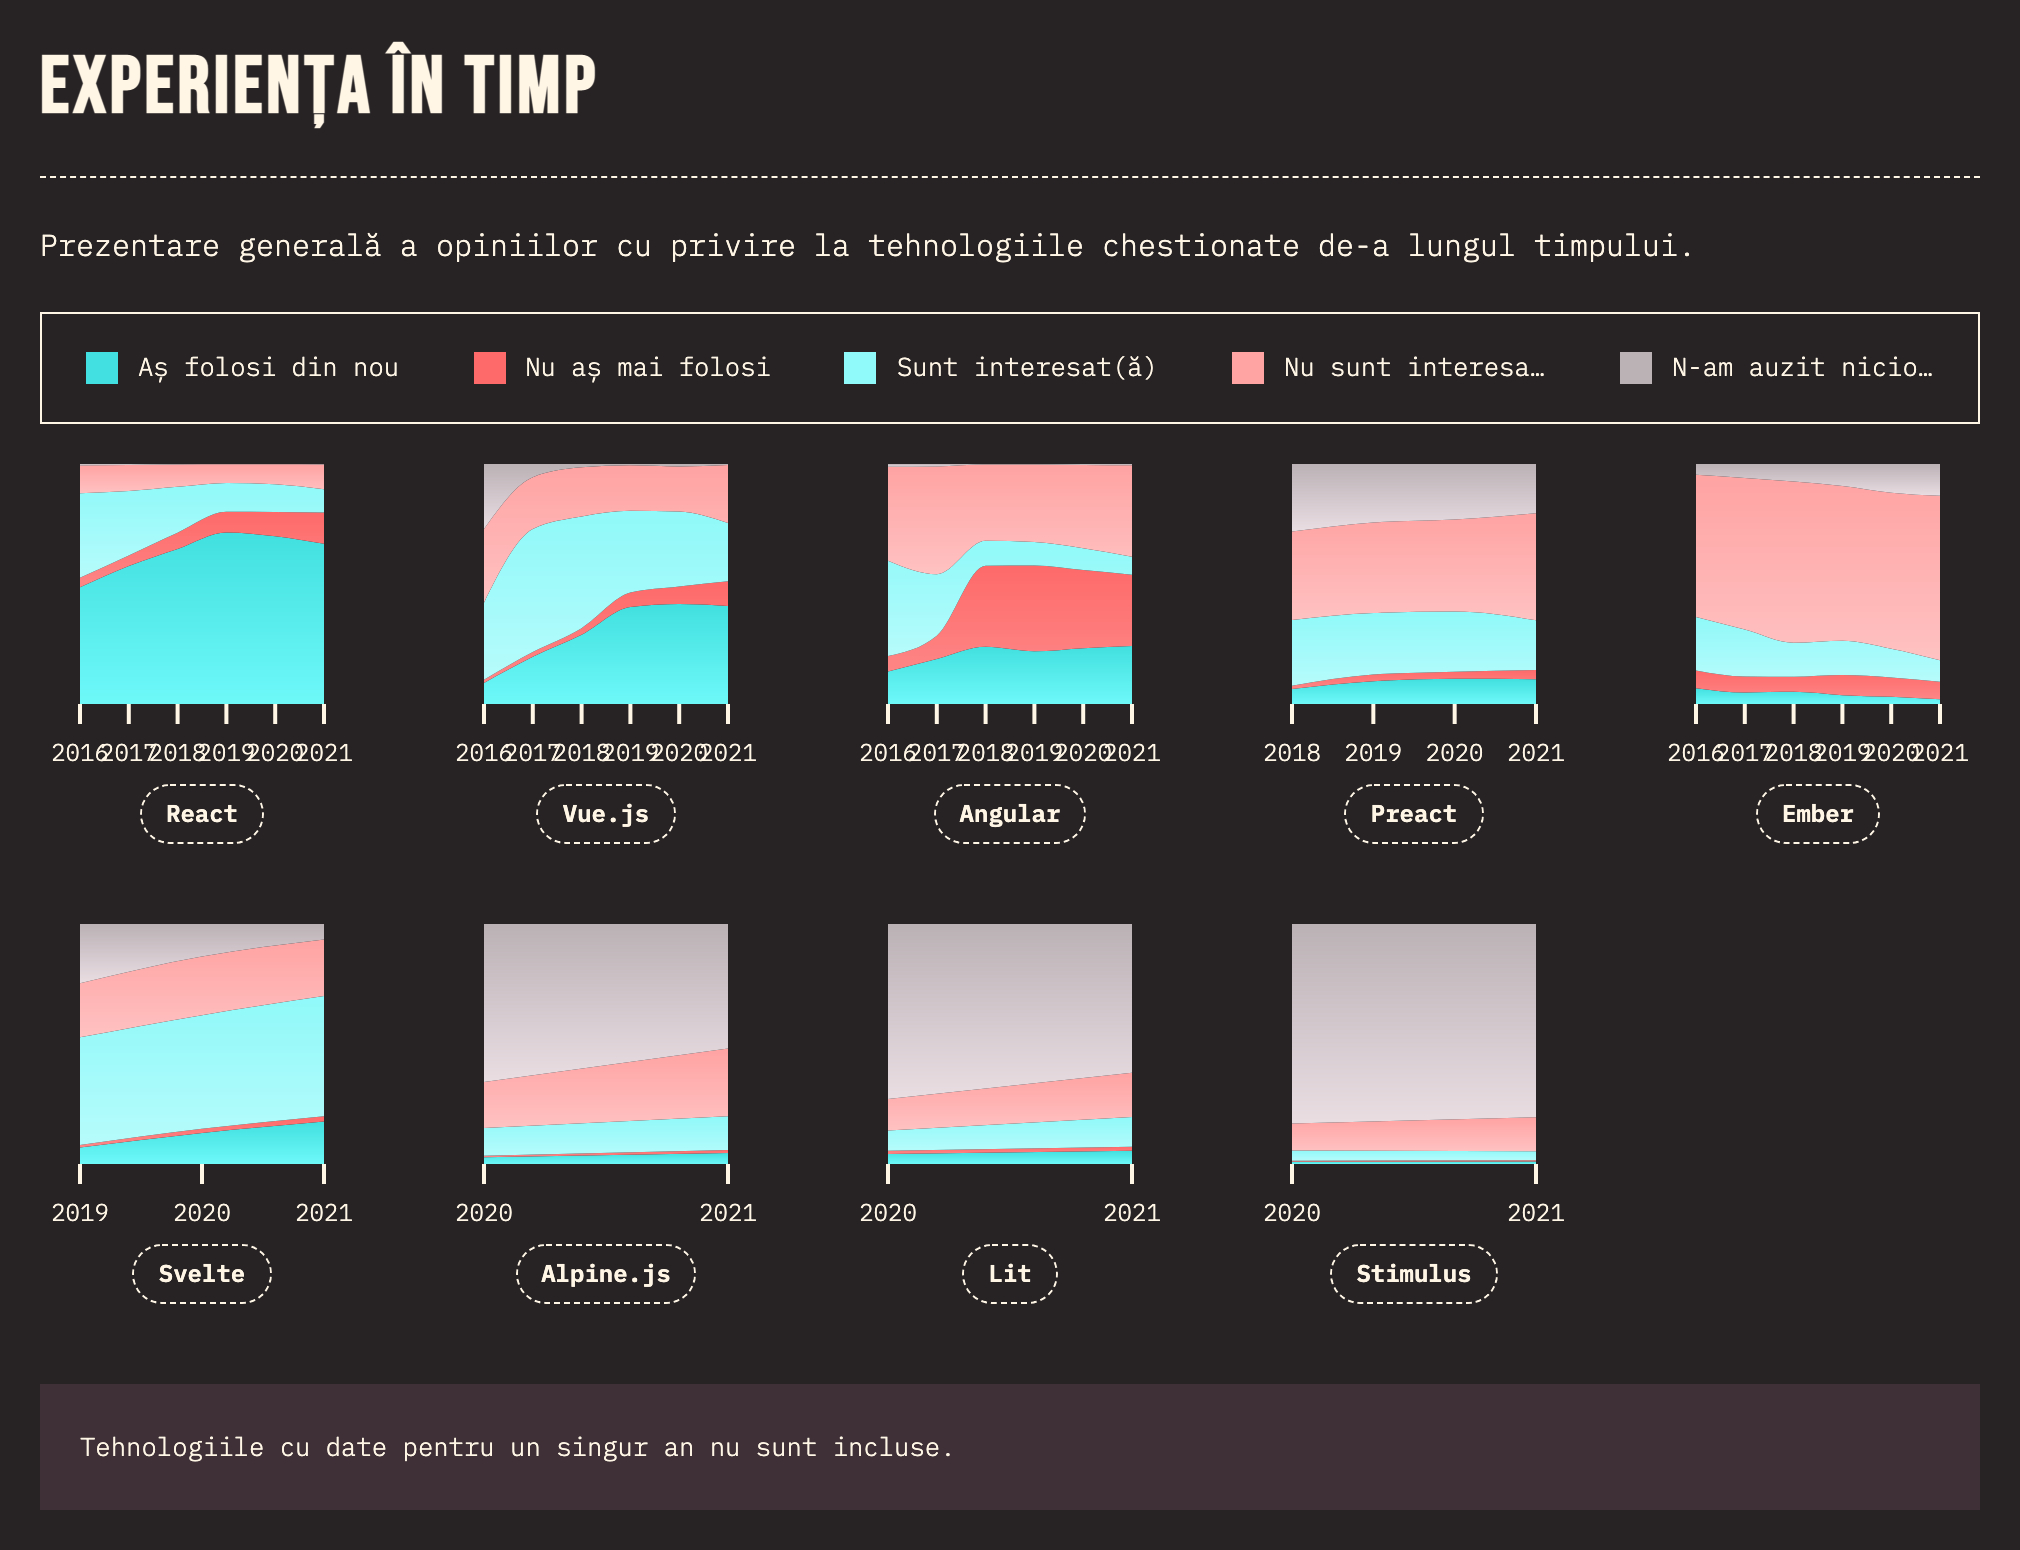 EXPERIENȚA ÎN TIMP
Prezentare generală a opiniilor cu privire la tehnologiile chestionate de-a lungul timpului.
Aș folosi din nou
Nu aș mai folosi
Sunt interesat(ă)
Nu sunt interesa…
N-am auzit nicio…
2016 2017 2018 2019 2020 2021
2016 2017 2018 2019 2020 2021
2016 2017 2018 2019 2020 2021
2018 2019 2020 2021
2016 2017 2018 2019 2020 2021
React
Vue.js
Angular
Preact
Ember
2019 2020 2021
2020 2021
2020 2021
2020 2021
Svelte
Alpine.js
Lit
Stimulus
Tehnologiile cu date pentru un singur an nu sunt incluse.